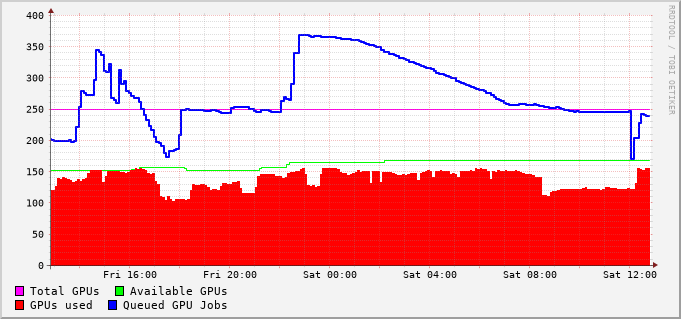 400
350
300
250
200
150
100
50
0
Fri 16:00 Fri 20:00 Sat 00:00 Sat 04:00 Sat 08:00 Sat 12:00
Total GPUs Available GPUs
GPUs used Queued GPU Jobs
RRDTOOL / TOBI OETIKER